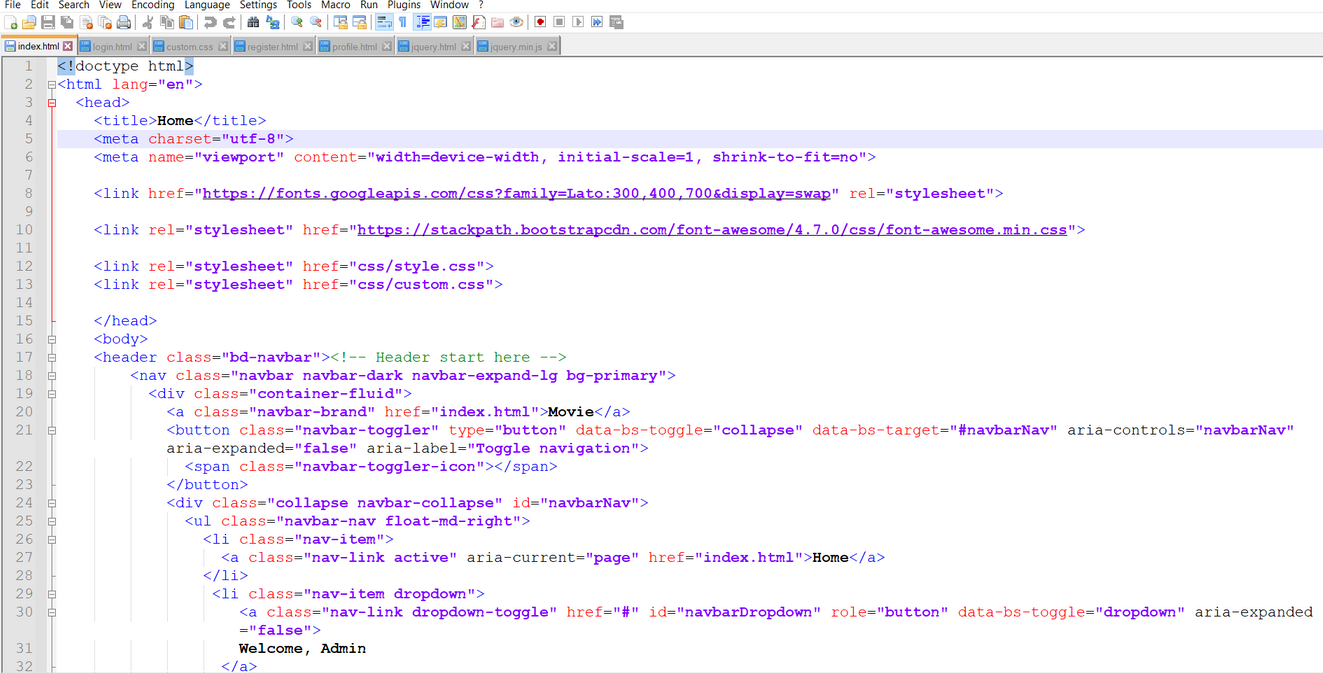 File Edit Search View Encoding Language Settings Tools Macro Run Plugins Window ?
index.html login.html custom.css register.html profile.html jquery.html jquery.min.js
1 <!doctype html>
2 <html lang="en">
3 <head>
4 <title>Home</title>
5 <meta charset="utf-8">
6 <meta name="viewport" content="width=device-width, initial-scale=1, shrink-to-fit=no">
7
8 <link href="https://fonts.googleapis.com/css?family=Lato:300,400,700&display=swap" rel="stylesheet">
9
10 <link rel="stylesheet" href="https://stackpath.bootstrapcdn.com/font-awesome/4.7.0/css/font-awesome.min.css">
11
12 <link rel="stylesheet" href="css/style.css">
13 <link rel="stylesheet" href="css/custom.css">
14
15 </head>
16 <body>
17 <header class="bd-navbar"><!-- Header start here -->
18 <nav class="navbar navbar-dark navbar-expand-lg bg-primary">
19 <div class="container-fluid">
20 <a class="navbar-brand" href="index.html">Movie</a>
21 <button class="navbar-toggler" type="button" data-bs-toggle="collapse" data-bs-target="#navbarNav" aria-controls="navbarNav"
aria-expanded="false" aria-label="Toggle navigation">
22 <span class="navbar-toggler-icon"></span>
23 </button>
24 <div class="collapse navbar-collapse" id="navbarNav">
25 <ul class="navbar-nav float-md-right">
26 <li class="nav-item">
27 <a class="nav-link active" aria-current="page" href="index.html">Home</a>
28 </li>
29 <li class="nav-item dropdown">
30 <a class="nav-link dropdown-toggle" href="#" id="navbarDropdown" role="button" data-bs-toggle="dropdown" aria-expanded
="false">
31 Welcome, Admin
32 </a>